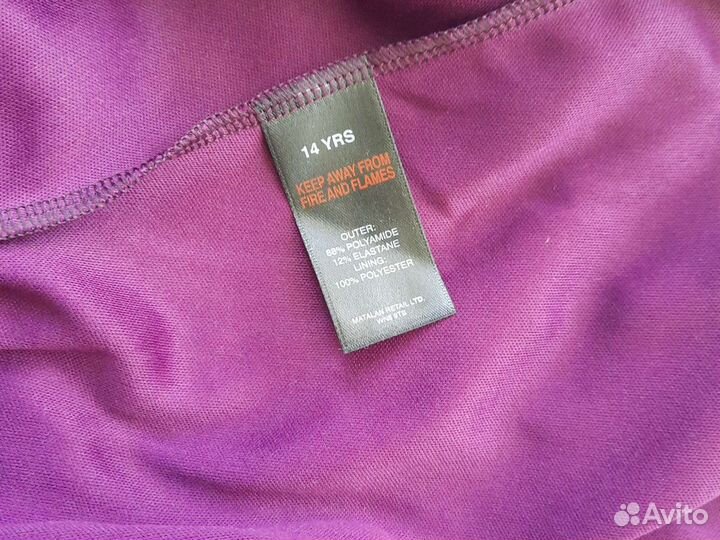 14 YRS
KEEP AWAY FROM
FIRE AND FLAMES
OUTER:
88% POLYAMIDE
12% ELASTANE
LINING:
100% POLYESTER
MATALAN RETAIL LTD.
Avito